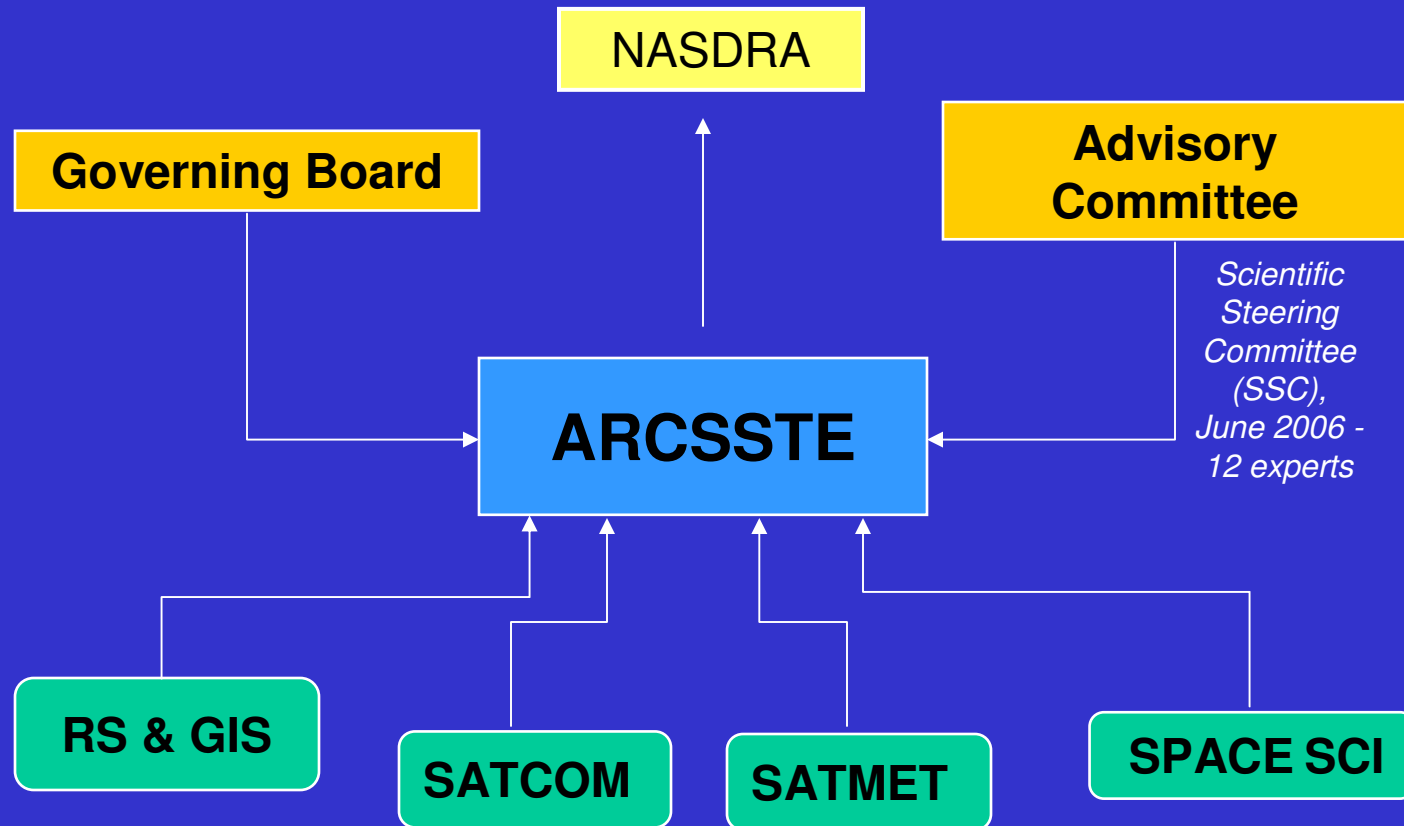 NASDRA
Governing Board
Advisory
Committee
Scientific
Steering
Committee
(SSC),
June 2006 -
12 experts
ARCSSTE
RS & GIS
SATCOM
SATMET
SPACE SCI